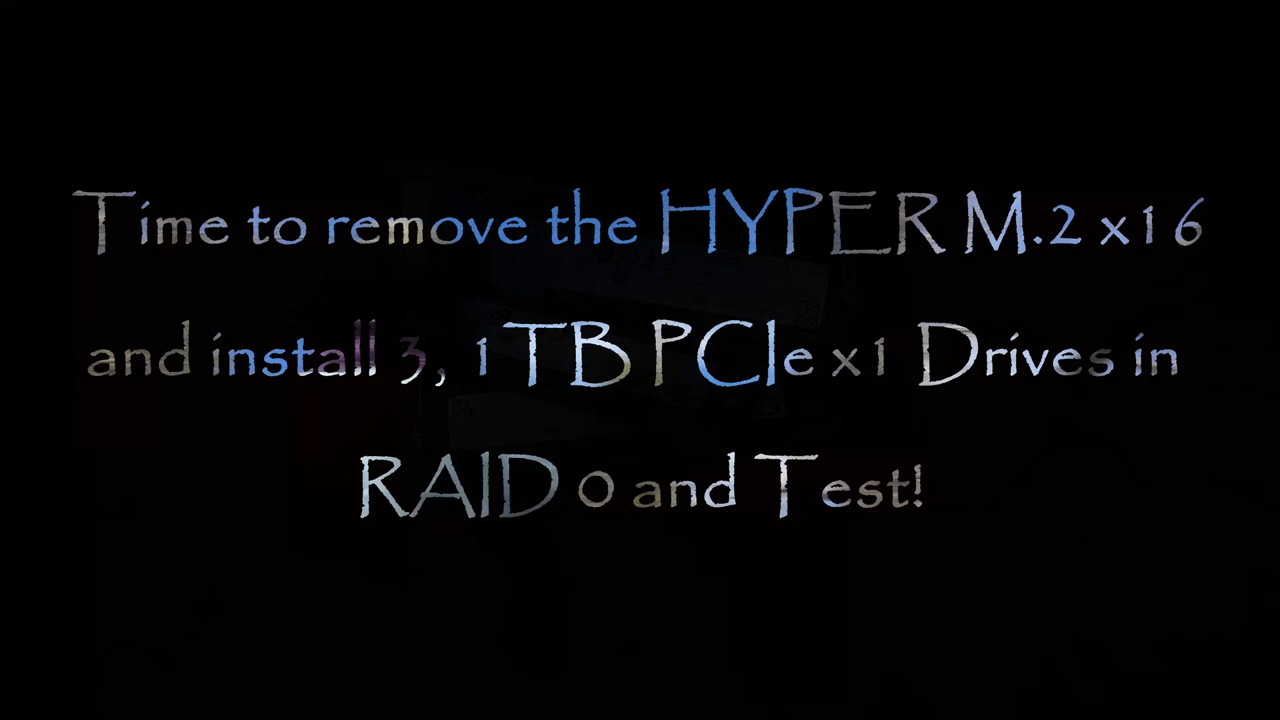 Time to remove the HYPER M.2 x16
and install 3, 1TB PCIe x1 Drives in
RAID 0 and Test!